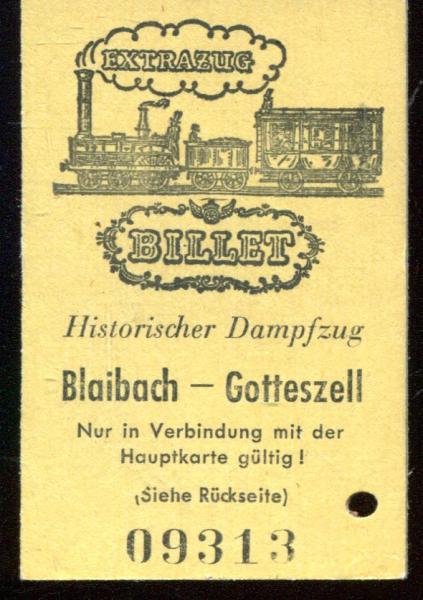 EXTRAZUG
BILLET
Historischer Dampfzug
Blaibach – Gotteszell
Nur in Verbindung mit der
Hauptkarte gültig!
(Siehe Rückseite)
09313